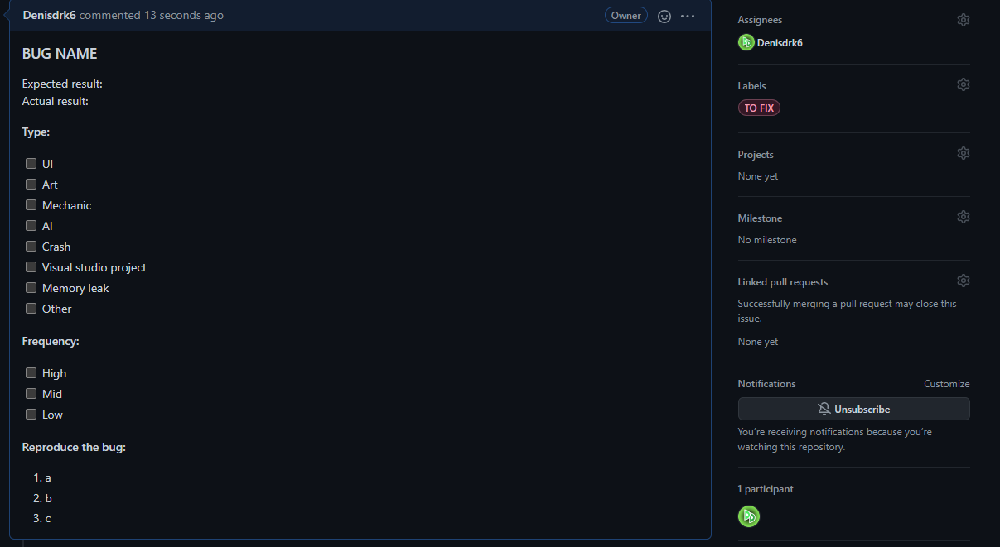 Denisdrk6 commented 13 seconds ago
Owner
BUG NAME
Expected result:
Actual result:
Type:
UI
Art
Mechanic
AI
Crash
Visual studio project
Memory leak
Other
Frequency:
High
Mid
Low
Reproduce the bug:
1. a
2. b
3. c
Assignees
Denisdrk6
Labels
TO FIX
Projects
None yet
Milestone
No milestone
Linked pull requests
Successfully merging a pull request may close this
issue.
None yet
Notifications
Customize
Unsubscribe
You're receiving notifications because you're
watching this repository.
1 participant